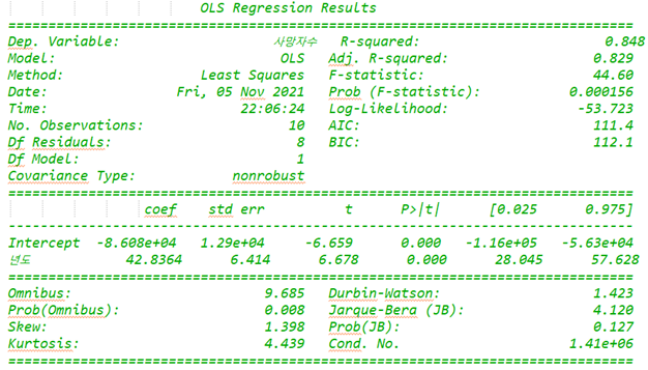 OLS Regression Results
==============================================================================
Dep. Variable: 사망자수 R-squared: 0.848
Model: OLS Adj. R-squared: 0.829
Method: Least Squares F-statistic: 44.60
Date: Fri, 05 Nov 2021 Prob (F-statistic): 0.000156
Time: 22:06:24 Log-Likelihood: -53.723
No. Observations: 10 AIC: 111.4
Df Residuals: 8 BIC: 112.1
Df Model: 1
Covariance Type: nonrobust
==============================================================================
coef std err t P>|t| [0.025 0.975]
------------------------------------------------------------------------------
Intercept -8.608e+04 1.29e+04 -6.659 0.000 -1.16e+05 -5.63e+04
년도 42.8364 6.414 6.678 0.000 28.045 57.628
==============================================================================
Omnibus: 9.685 Durbin-Watson: 1.423
Prob(Omnibus): 0.008 Jarque-Bera (JB): 4.120
Skew: 1.398 Prob(JB): 0.127
Kurtosis: 4.439 Cond. No. 1.41e+06
==============================================================================